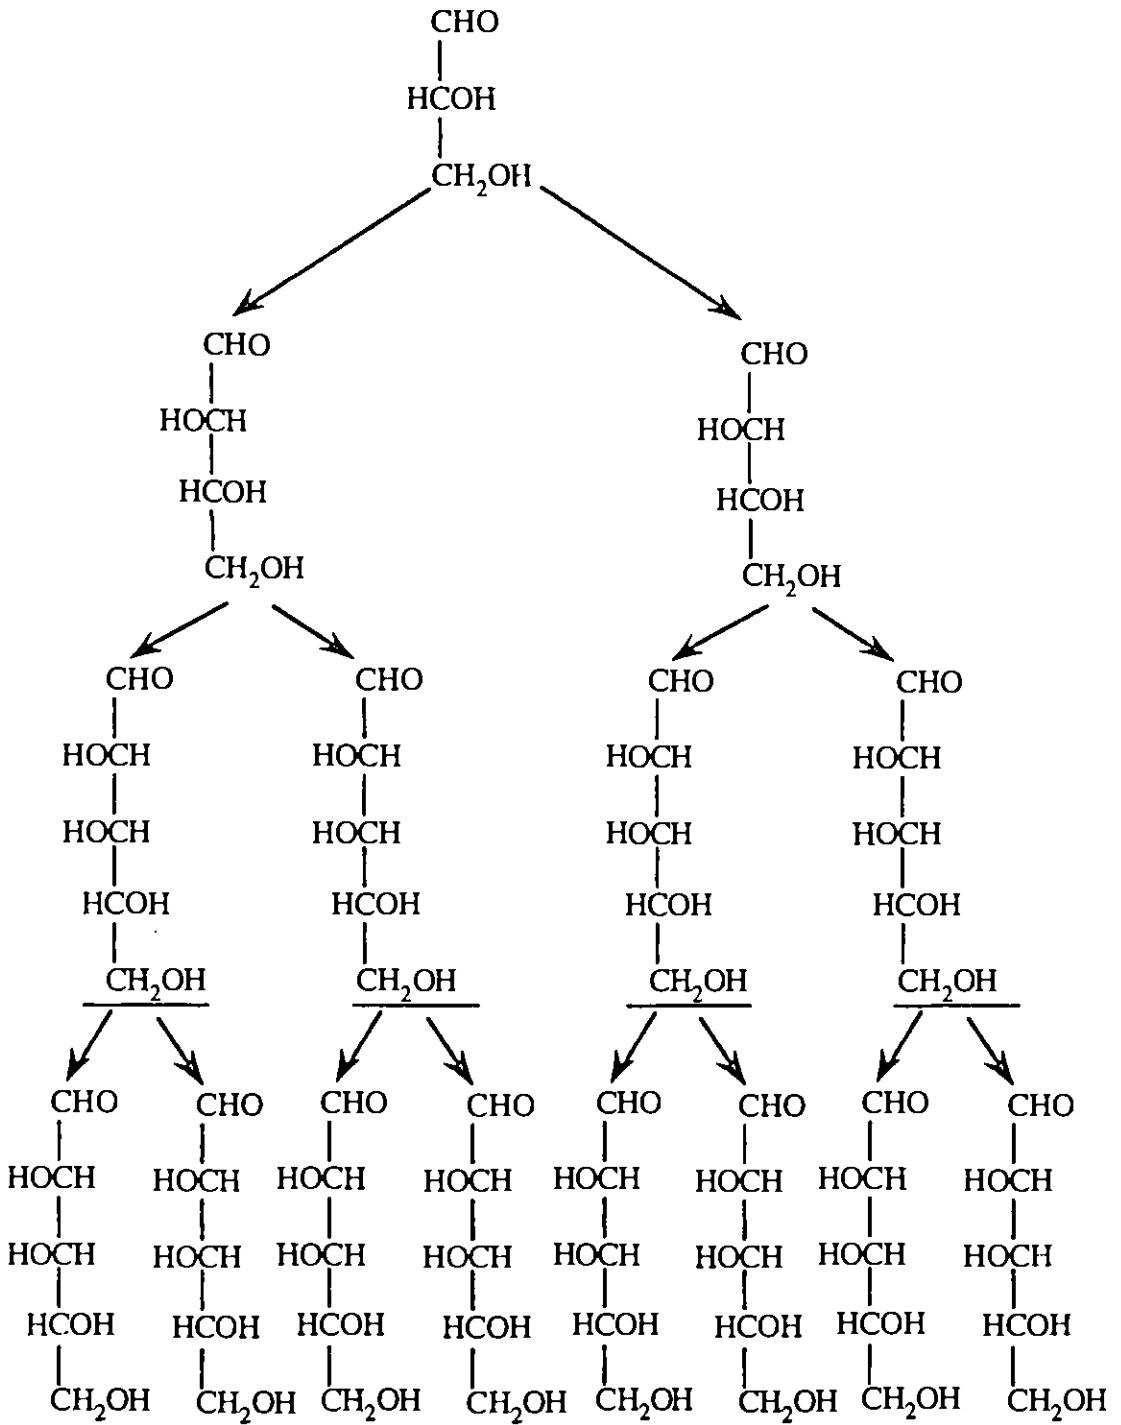 CHO
HCOH
CH2OH
CHO CHO
HOCH HOCH
HCOH HCOH
CH2OH CH2OH
CHO CHO CHO CHO
HOCH HOCH HOCH HOCH
HOCH HOCH HOCH HOCH
HCOH HCOH HCOH HCOH
CH2OH CH2OH CH2OH CH2OH
CHO CHO CHO CHO CHO CHO CHO CHO
HOCH HOCH HOCH HOCH HOCH HOCH HOCH HOCH
HOCH HOCH HOCH HOCH HOCH HOCH HOCH HOCH
HCOH HCOH HCOH HCOH HCOH HCOH HCOH HCOH
CH2OH CH2OH CH2OH CH2OH CH2OH CH2OH CH2OH CH2OH